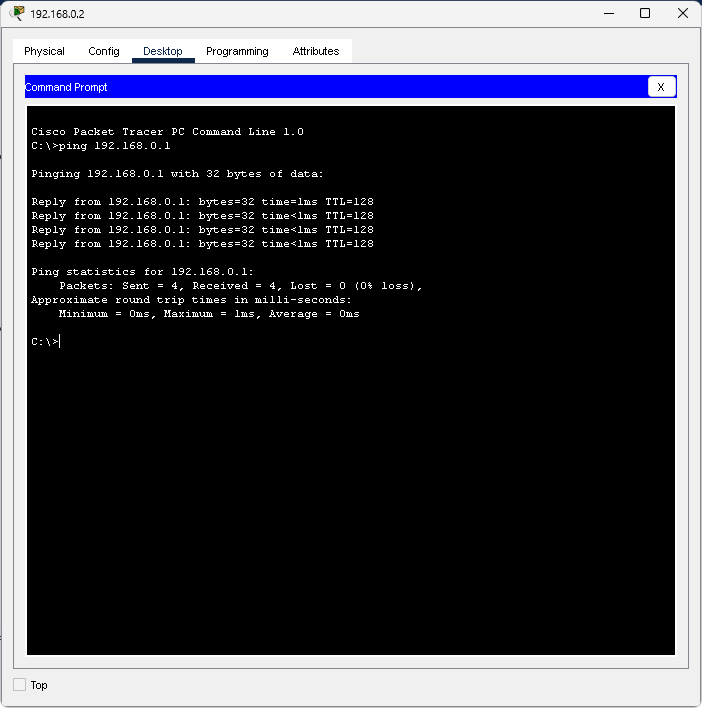 192.168.0.2
Physical Config Desktop Programming Attributes
Command Prompt X
Cisco Packet Tracer PC Command Line 1.0
C:\>ping 192.168.0.1
Pinging 192.168.0.1 with 32 bytes of data:
Reply from 192.168.0.1: bytes=32 time=1ms TTL=128
Reply from 192.168.0.1: bytes=32 time<1ms TTL=128
Reply from 192.168.0.1: bytes=32 time<1ms TTL=128
Reply from 192.168.0.1: bytes=32 time<1ms TTL=128
Ping statistics for 192.168.0.1:
Packets: Sent = 4, Received = 4, Lost = 0 (0% loss),
Approximate round trip times in milli-seconds:
Minimum = 0ms, Maximum = 1ms, Average = 0ms
C:\>
Top